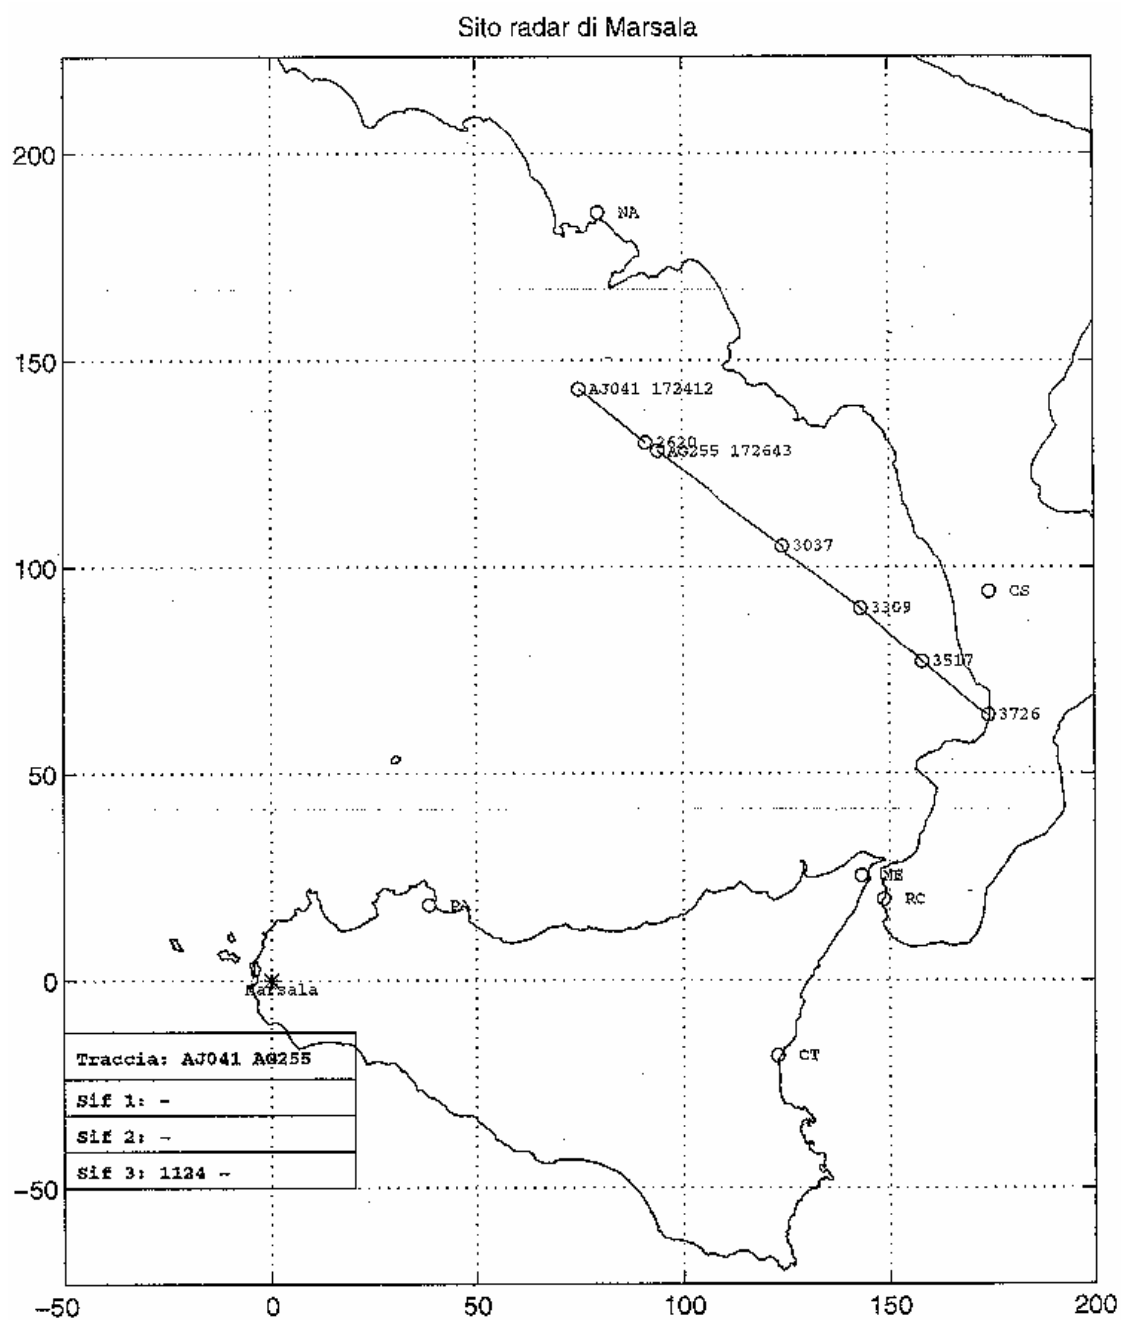 Sito radar di Marsala
200
NA
150
AJ041 172412
2620
AG255 172643
3037
100
CS
3309
3517
3726
50
ME
PA
RC
0
Marsala
CT
Traccia: AJ041 AG255
Sif 1: -
Sif 2: -
Sif 3: 1124 -
-50
-50 0 50 100 150 200